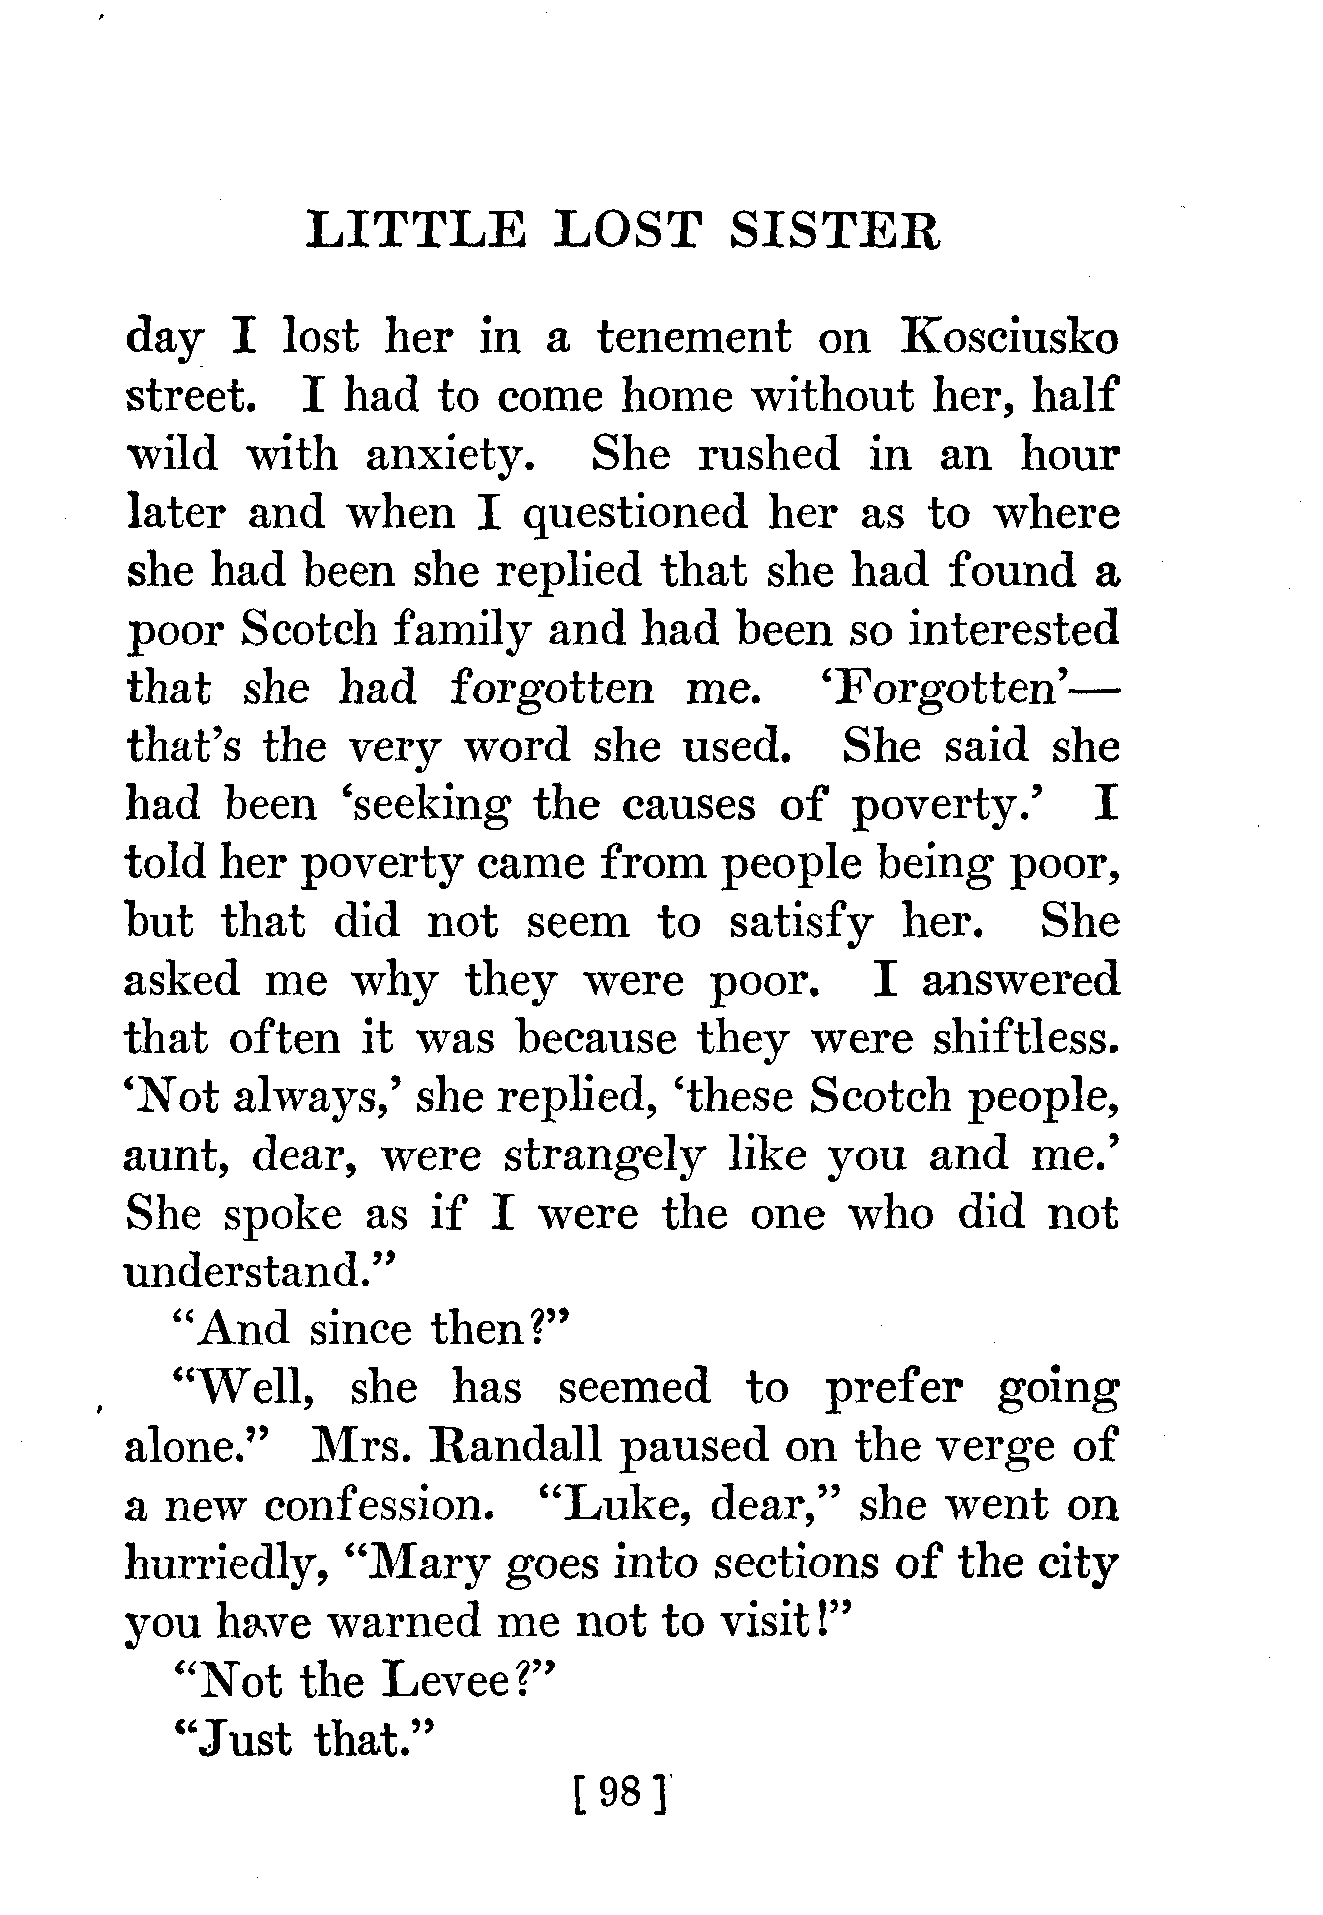 LITTLE LOST SISTER
day I lost her in a tenement on Kosciusko
street. I had to come home without her, half
wild with anxiety. She rushed in an hour
later and when I questioned her as to where
she had been she replied that she had found a
poor Scotch family and had been so interested
that she had forgotten me. ‘Forgotten’—
that’s the very word she used. She said she
had been ‘seeking the causes of poverty.’ I
told her poverty came from people being poor,
but that did not seem to satisfy her. She
asked me why they were poor. I answered
that often it was because they were shiftless.
‘Not always,’ she replied, ‘these Scotch people,
aunt, dear, were strangely like you and me.’
She spoke as if I were the one who did not
understand.”
“And since then?”
“Well, she has seemed to prefer going
alone.” Mrs. Randall paused on the verge of
a new confession. “Luke, dear,” she went on
hurriedly, “Mary goes into sections of the city
you have warned me not to visit!”
“Not the Levee?”
“Just that.”
[ 98 ]